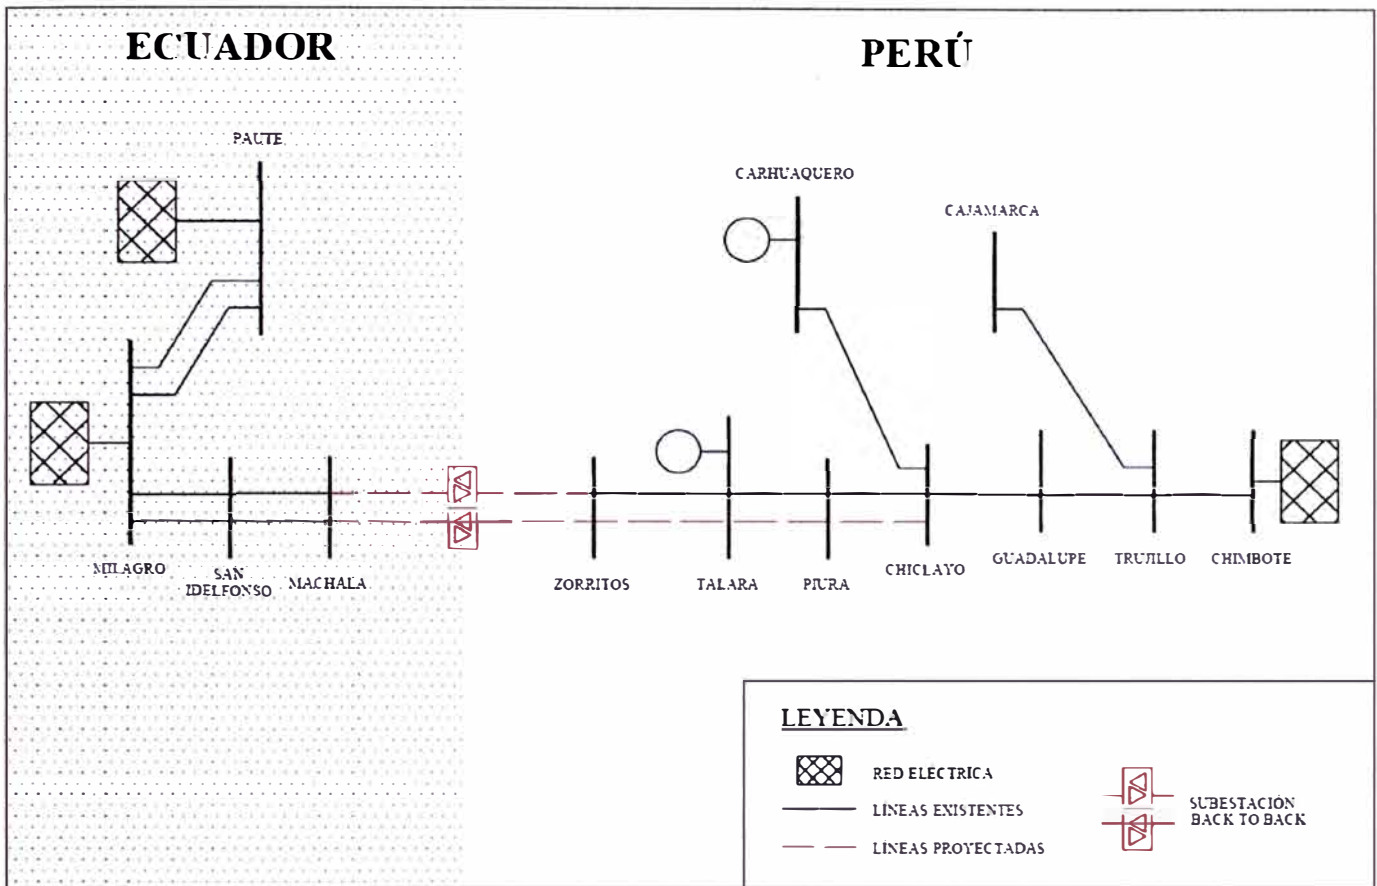 ECUADOR
PERÚ
PAUTE
CARHUAQUERO
CAJAMARCA
MILAGRO
SAN
IDELFONSO
MACHALA
ZORRITOS
TALARA
PIURA
CHICLAYO
GUADALUPE
TRUJILLO
CHIMBOTE
LEYENDA
RED ELECTRICA
LÍNEAS EXISTENTES
LINEAS PROYECTADAS
SUBESTACIÓN
BACK TO BACK